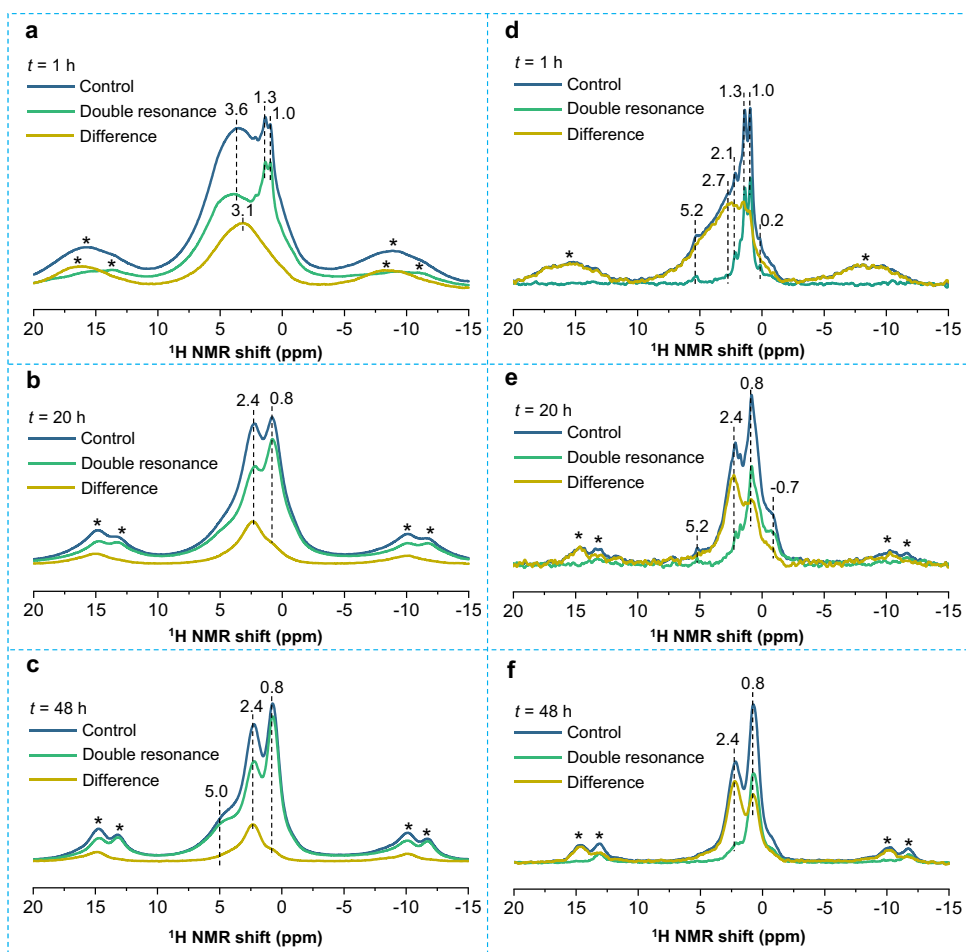 a
t = 1 h
Control
Double resonance
Difference
3.6
1.3
1.0
3.1
* * * * * *
20 15 10 5 0 -5 -10 -15
¹H NMR shift (ppm)
b
t = 20 h
Control
Double resonance
Difference
2.4 0.8
* * * *
20 15 10 5 0 -5 -10 -15
¹H NMR shift (ppm)
c
t = 48 h
Control
Double resonance
Difference
0.8
2.4
5.0
* * * *
20 15 10 5 0 -5 -10 -15
¹H NMR shift (ppm)
d
t = 1 h
Control
Double resonance
Difference
1.3 1.0
2.1
2.7
5.2
0.2
* *
20 15 10 5 0 -5 -10 -15
¹H NMR shift (ppm)
e
t = 20 h
Control
Double resonance
Difference
0.8
2.4
-0.7
5.2
* * * *
20 15 10 5 0 -5 -10 -15
¹H NMR shift (ppm)
f
t = 48 h
Control
Double resonance
Difference
0.8
2.4
* * * *
20 15 10 5 0 -5 -10 -15
¹H NMR shift (ppm)